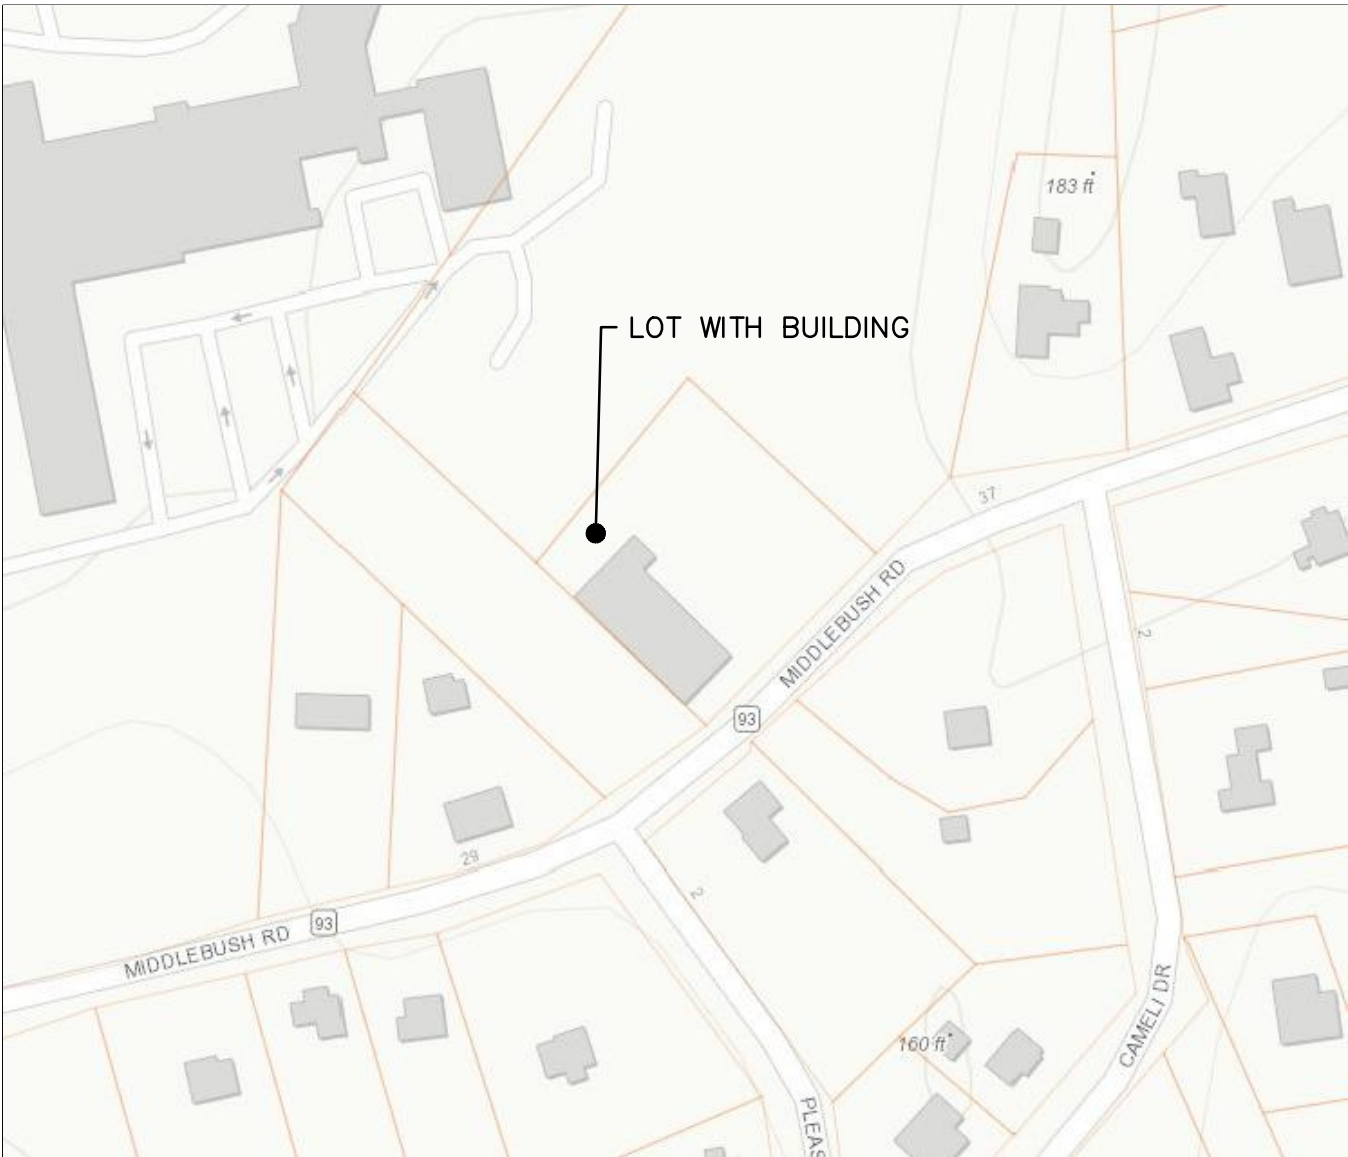 183 ft
LOT WITH BUILDING
37
MIDDLEBUSH RD
2
93
29
2
93
MIDDLEBUSH RD
CAMELI DR
160 ft
PLEAS